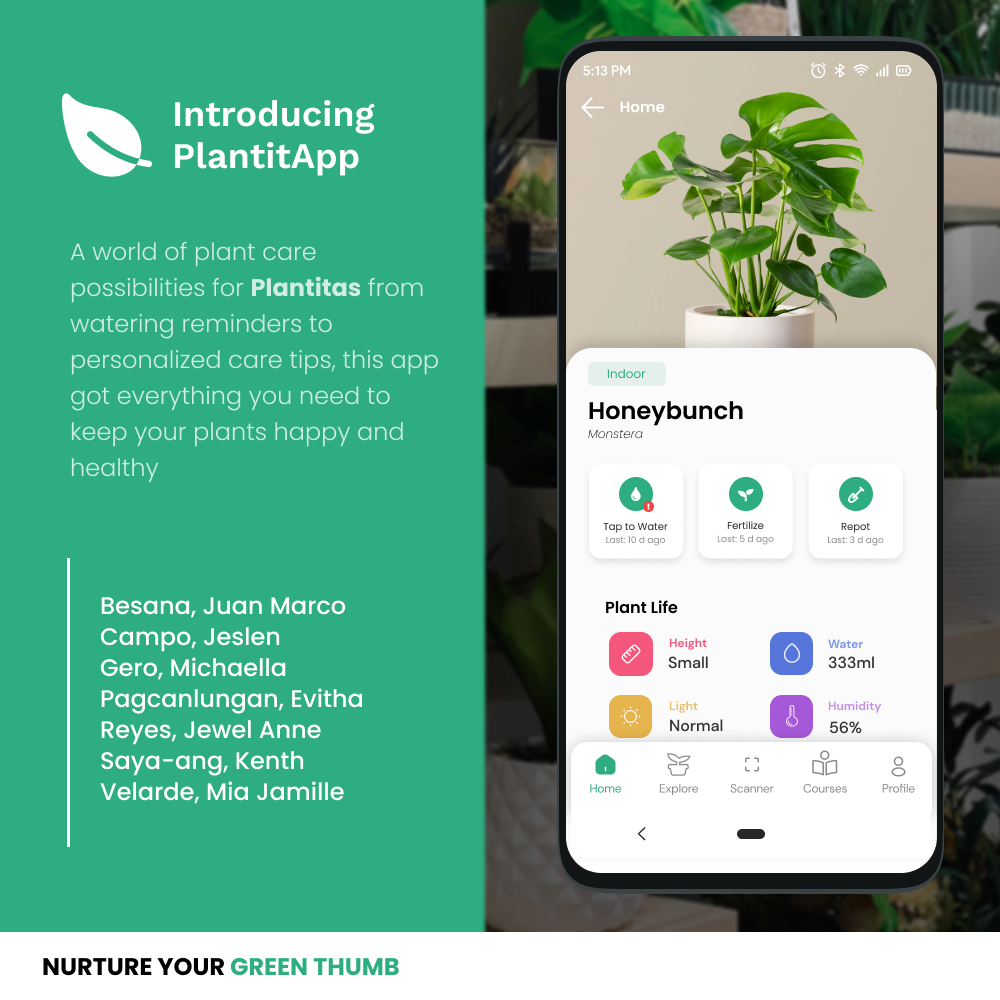 Introducing
PlantitApp
A world of plant care
possibilities for Plantitas from
watering reminders to
personalized care tips, this app
got everything you need to
keep your plants happy and
healthy
Besana, Juan Marco
Campo, Jeslen
Gero, Michaella
Pagcanlungan, Evitha
Reyes, Jewel Anne
Saya-ang, Kenth
Velarde, Mia Jamille
NURTURE YOUR GREEN THUMB
5:13 PM
Home
Indoor
Honeybunch
Monstera
Tap to Water
Last: 10 d ago
Fertilize
Last: 5 d ago
Repot
Last: 3 d ago
Plant Life
Height
Small
Water
333ml
Light
Normal
Humidity
56%
Home Explore Scanner Courses Profile